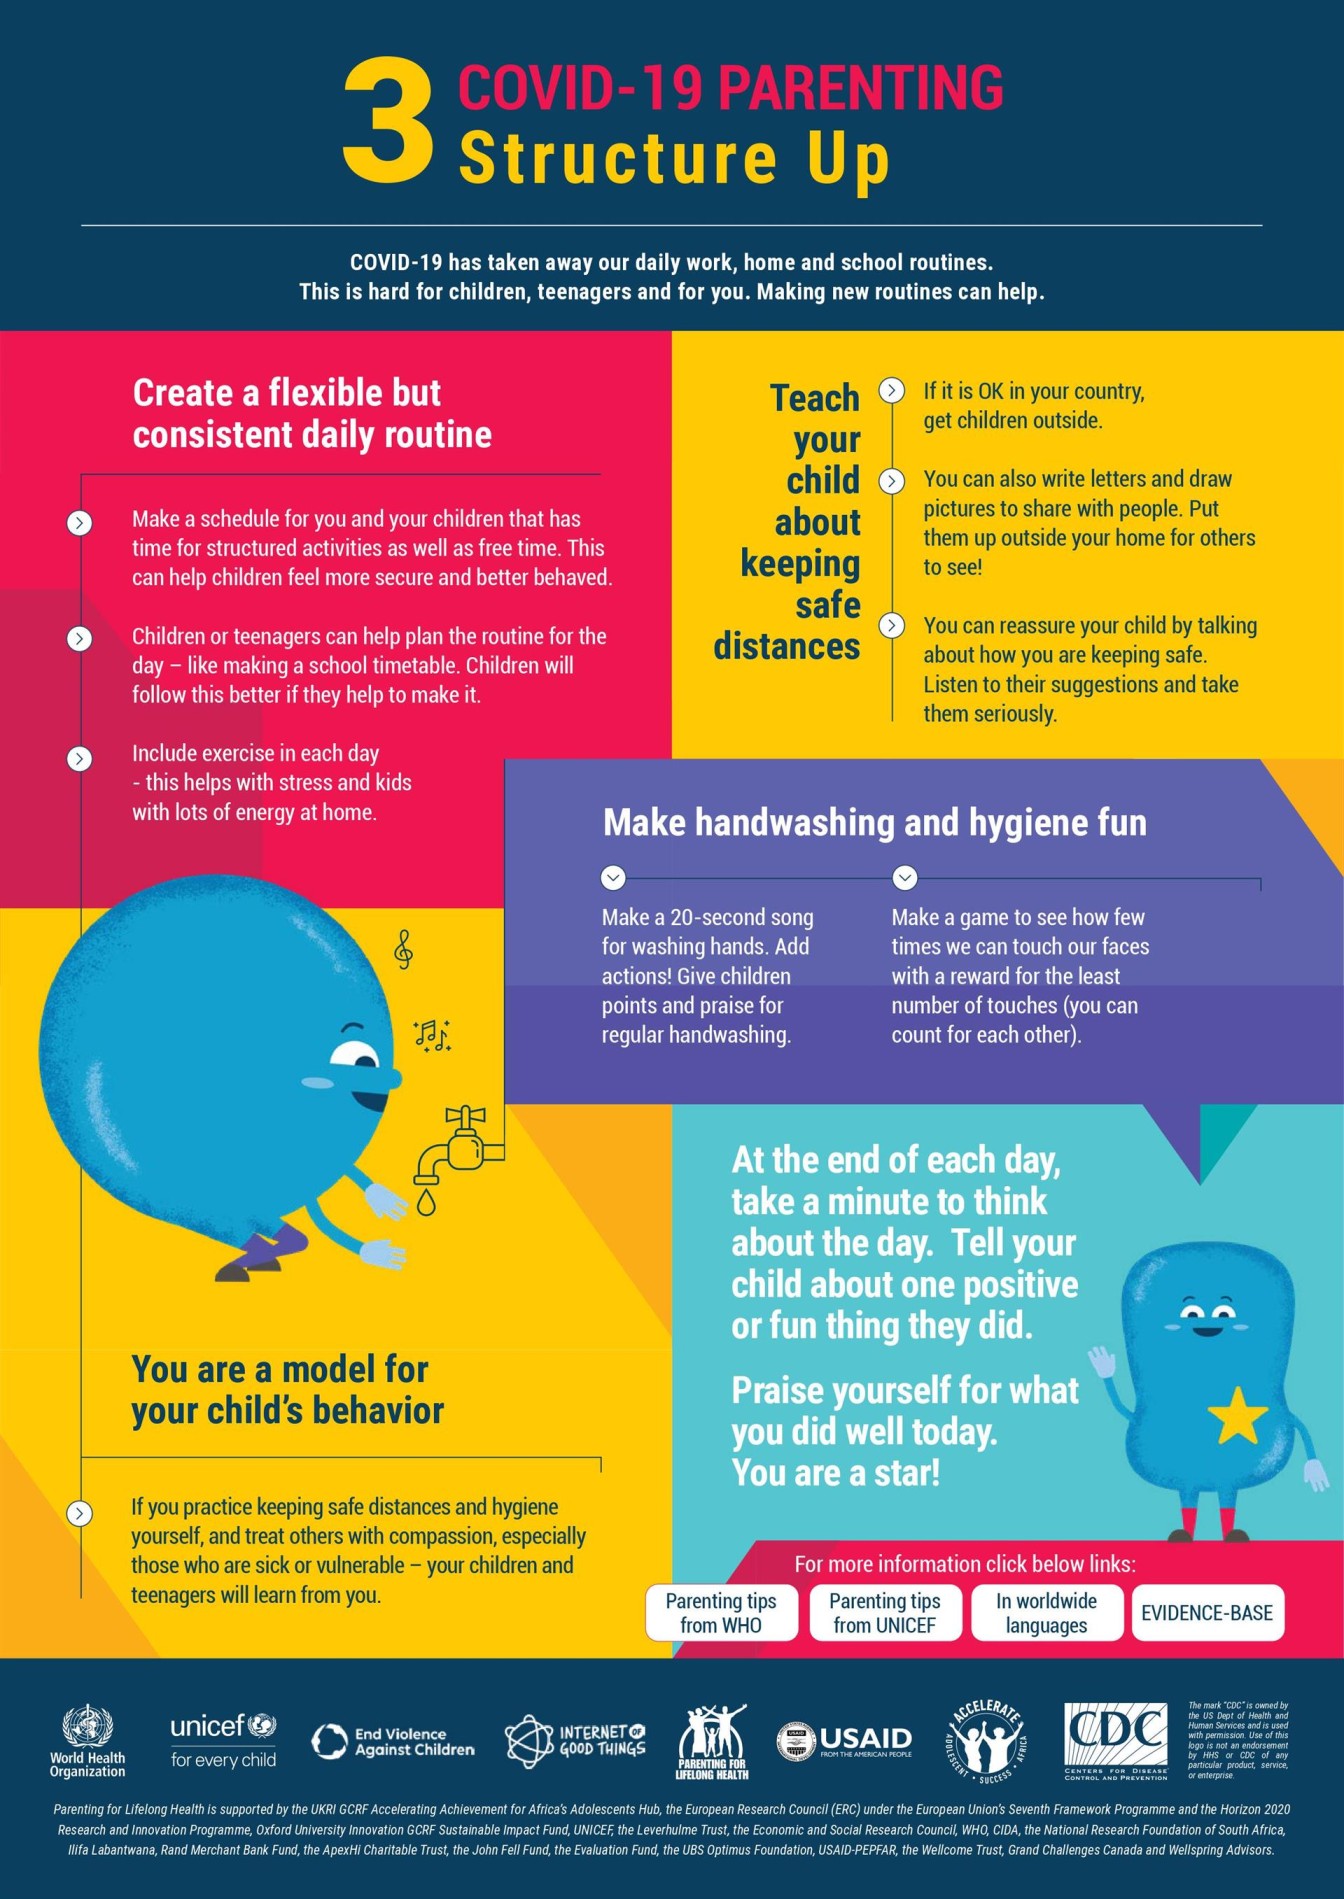 3 COVID-19 PARENTING
Structure Up
COVID-19 has taken away our daily work, home and school routines.
This is hard for children, teenagers and for you. Making new routines can help.
Create a flexible but
consistent daily routine
Make a schedule for you and your children that has
time for structured activities as well as free time. This
can help children feel more secure and better behaved.
Children or teenagers can help plan the routine for the
day – like making a school timetable. Children will
follow this better if they help to make it.
Include exercise in each day
- this helps with stress and kids
with lots of energy at home.
Teach
your
child
about
keeping
safe
distances
If it is OK in your country,
get children outside.
You can also write letters and draw
pictures to share with people. Put
them up outside your home for others
to see!
You can reassure your child by talking
about how you are keeping safe.
Listen to their suggestions and take
them seriously.
Make handwashing and hygiene fun
Make a 20-second song
for washing hands. Add
actions! Give children
points and praise for
regular handwashing.
Make a game to see how few
times we can touch our faces
with a reward for the least
number of touches (you can
count for each other).
You are a model for
your child's behavior
If you practice keeping safe distances and hygiene
yourself, and treat others with compassion, especially
those who are sick or vulnerable – your children and
teenagers will learn from you.
At the end of each day,
take a minute to think
about the day. Tell your
child about one positive
or fun thing they did.
Praise yourself for what
you did well today.
You are a star!
For more information click below links:
Parenting tips
from WHO
Parenting tips
from UNICEF
In worldwide
languages
EVIDENCE-BASE
World Health
Organization
unicef
for every child
End Violence
Against Children
INTERNET OF
GOOD THINGS
PARENTING FOR
LIFELONG HEALTH
USAID
USAID
FROM THE AMERICAN PEOPLE
ACCELERATE
ADOLESCENT • SUCCESS • AFRICA
CDC
CENTERS FOR DISEASE
CONTROL AND PREVENTION
The mark "CDC" is owned by
the US Dept of Health and
Human Services and is used
with permission. Use of this
logo is not an endorsement
by HHS or CDC of any
particular product, service,
or enterprise.
Parenting for Lifelong Health is supported by the UKRI GCRF Accelerating Achievement for Africa's Adolescents Hub, the European Research Council (ERC) under the European Union's Seventh Framework Programme and the Horizon 2020
Research and Innovation Programme, Oxford University Innovation GCRF Sustainable Impact Fund, UNICEF, the Leverhulme Trust, the Economic and Social Research Council, WHO, CIDA, the National Research Foundation of South Africa,
Ilifa Labantwana, Rand Merchant Bank Fund, the ApexHi Charitable Trust, the John Fell Fund, the Evaluation Fund, the UBS Optimus Foundation, USAID-PEPFAR, the Wellcome Trust, Grand Challenges Canada and Wellspring Advisors.